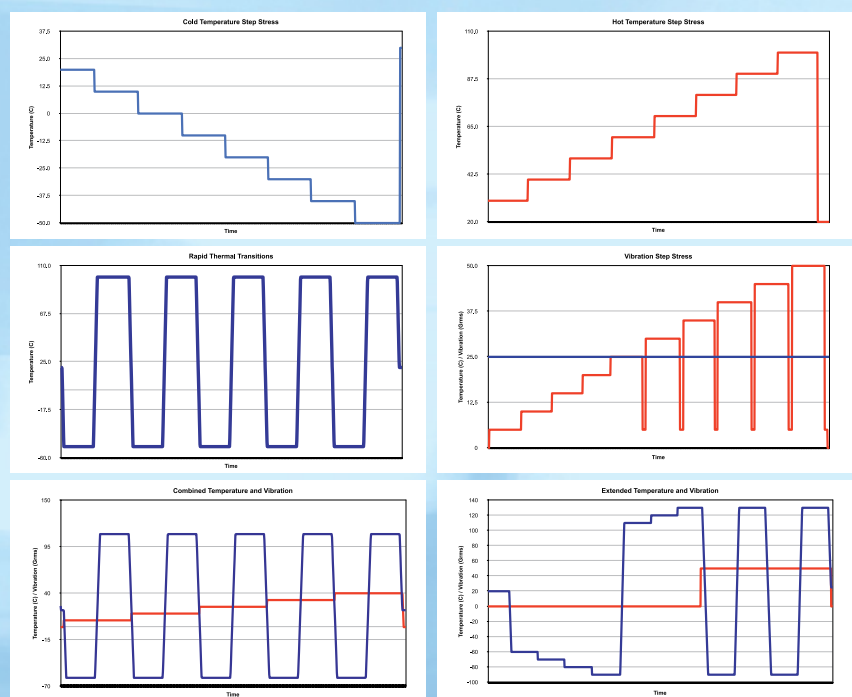 Cold Temperature Step Stress
37,5
25,0
12,5
0
-12,5
-25,0
-37,5
-50,0
Temperature (C)
Time
Hot Temperature Step Stress
110,0
87,5
65,0
42,5
20,0
Temperature (C)
Time
Rapid Thermal Transitions
110,0
67,5
25,0
-17,5
-60,0
Temperature (C)
Time
Vibration Step Stress
50,0
37,5
25,0
12,5
0
Temperature (C) / Vibration (Grms)
Time
Combined Temperature and Vibration
150
95
40
-15
-70
Temperature (C) / Vibration (Grms)
Time
Extended Temperature and Vibration
140
120
100
80
60
40
20
0
-20
-40
-60
-80
-100
Temperature (C) / Vibration (Grms)
Time